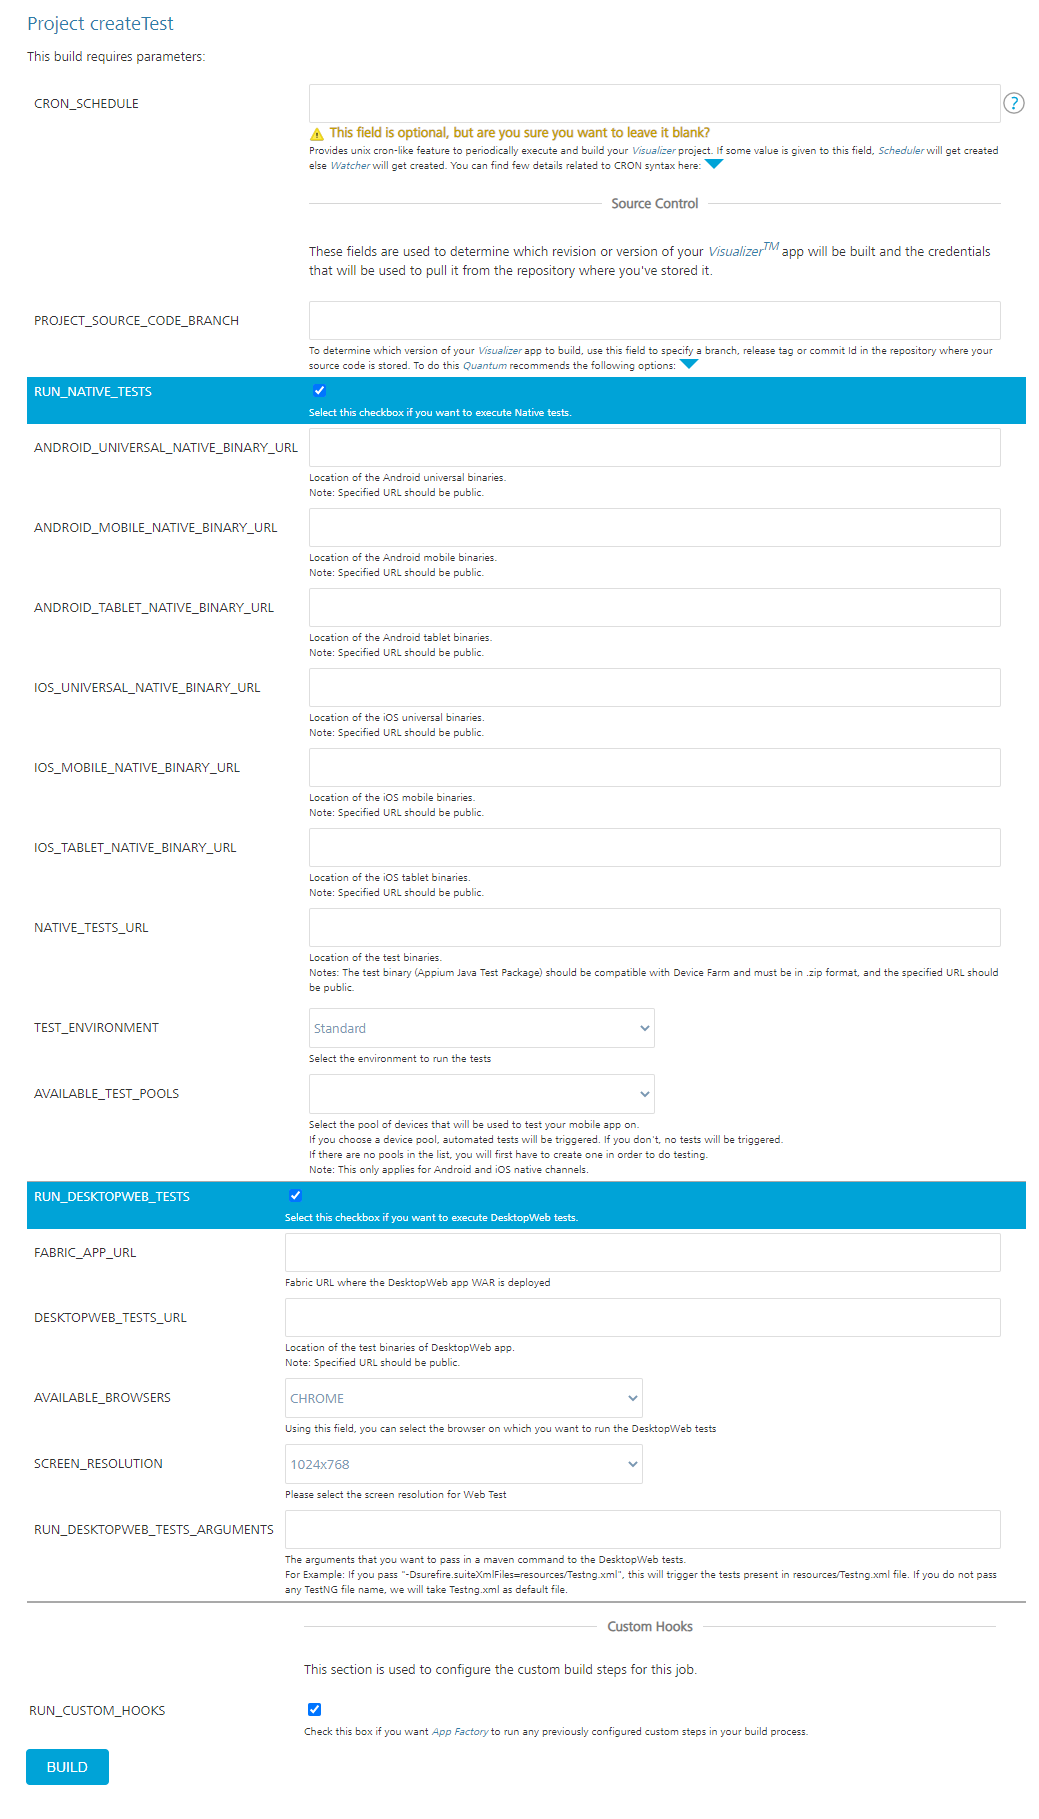 Project createTest
This build requires parameters:
CRON_SCHEDULE
?
This field is optional, but are you sure you want to leave it blank?
Provides unix cron-like feature to periodically execute and build your Visualizer project. If some value is given to this field, Scheduler will get created
else Watcher will get created. You can find few details related to CRON syntax here:
Source Control
These fields are used to determine which revision or version of your Visualizer™ app will be built and the credentials
that will be used to pull it from the repository where you've stored it.
PROJECT_SOURCE_CODE_BRANCH
To determine which version of your Visualizer app to build, use this field to specify a branch, release tag or commit Id in the repository where your
source code is stored. To do this Quantum recommends the following options:
RUN_NATIVE_TESTS
Select this checkbox if you want to execute Native tests.
ANDROID_UNIVERSAL_NATIVE_BINARY_URL
Location of the Android universal binaries.
Note: Specified URL should be public.
ANDROID_MOBILE_NATIVE_BINARY_URL
Location of the Android mobile binaries.
Note: Specified URL should be public.
ANDROID_TABLET_NATIVE_BINARY_URL
Location of the Android tablet binaries.
Note: Specified URL should be public.
IOS_UNIVERSAL_NATIVE_BINARY_URL
Location of the iOS universal binaries.
Note: Specified URL should be public.
IOS_MOBILE_NATIVE_BINARY_URL
Location of the iOS mobile binaries.
Note: Specified URL should be public.
IOS_TABLET_NATIVE_BINARY_URL
Location of the iOS tablet binaries.
Note: Specified URL should be public.
NATIVE_TESTS_URL
Location of the test binaries.
Notes: The test binary (Appium Java Test Package) should be compatible with Device Farm and must be in .zip format, and the specified URL should
be public.
TEST_ENVIRONMENT
Standard
Select the environment to run the tests
AVAILABLE_TEST_POOLS
Select the pool of devices that will be used to test your mobile app on.
If you choose a device pool, automated tests will be triggered. If you don't, no tests will be triggered.
If there are no pools in the list, you will first have to create one in order to do testing.
Note: This only applies for Android and iOS native channels.
RUN_DESKTOPWEB_TESTS
Select this checkbox if you want to execute DesktopWeb tests.
FABRIC_APP_URL
Fabric URL where the DesktopWeb app WAR is deployed
DESKTOPWEB_TESTS_URL
Location of the test binaries of DesktopWeb app.
Note: Specified URL should be public.
AVAILABLE_BROWSERS
CHROME
Using this field, you can select the browser on which you want to run the DesktopWeb tests
SCREEN_RESOLUTION
1024x768
Please select the screen resolution for Web Test
RUN_DESKTOPWEB_TESTS_ARGUMENTS
The arguments that you want to pass in a maven command to the DesktopWeb tests.
For Example: If you pass "-Dsurefire.suiteXmlFiles=resources/Testng.xml", this will trigger the tests present in resources/Testng.xml file. If you do not pass
any TestNG file name, we will take Testng.xml as default file.
Custom Hooks
This section is used to configure the custom build steps for this job.
RUN_CUSTOM_HOOKS
Check this box if you want App Factory to run any previously configured custom steps in your build process.
BUILD